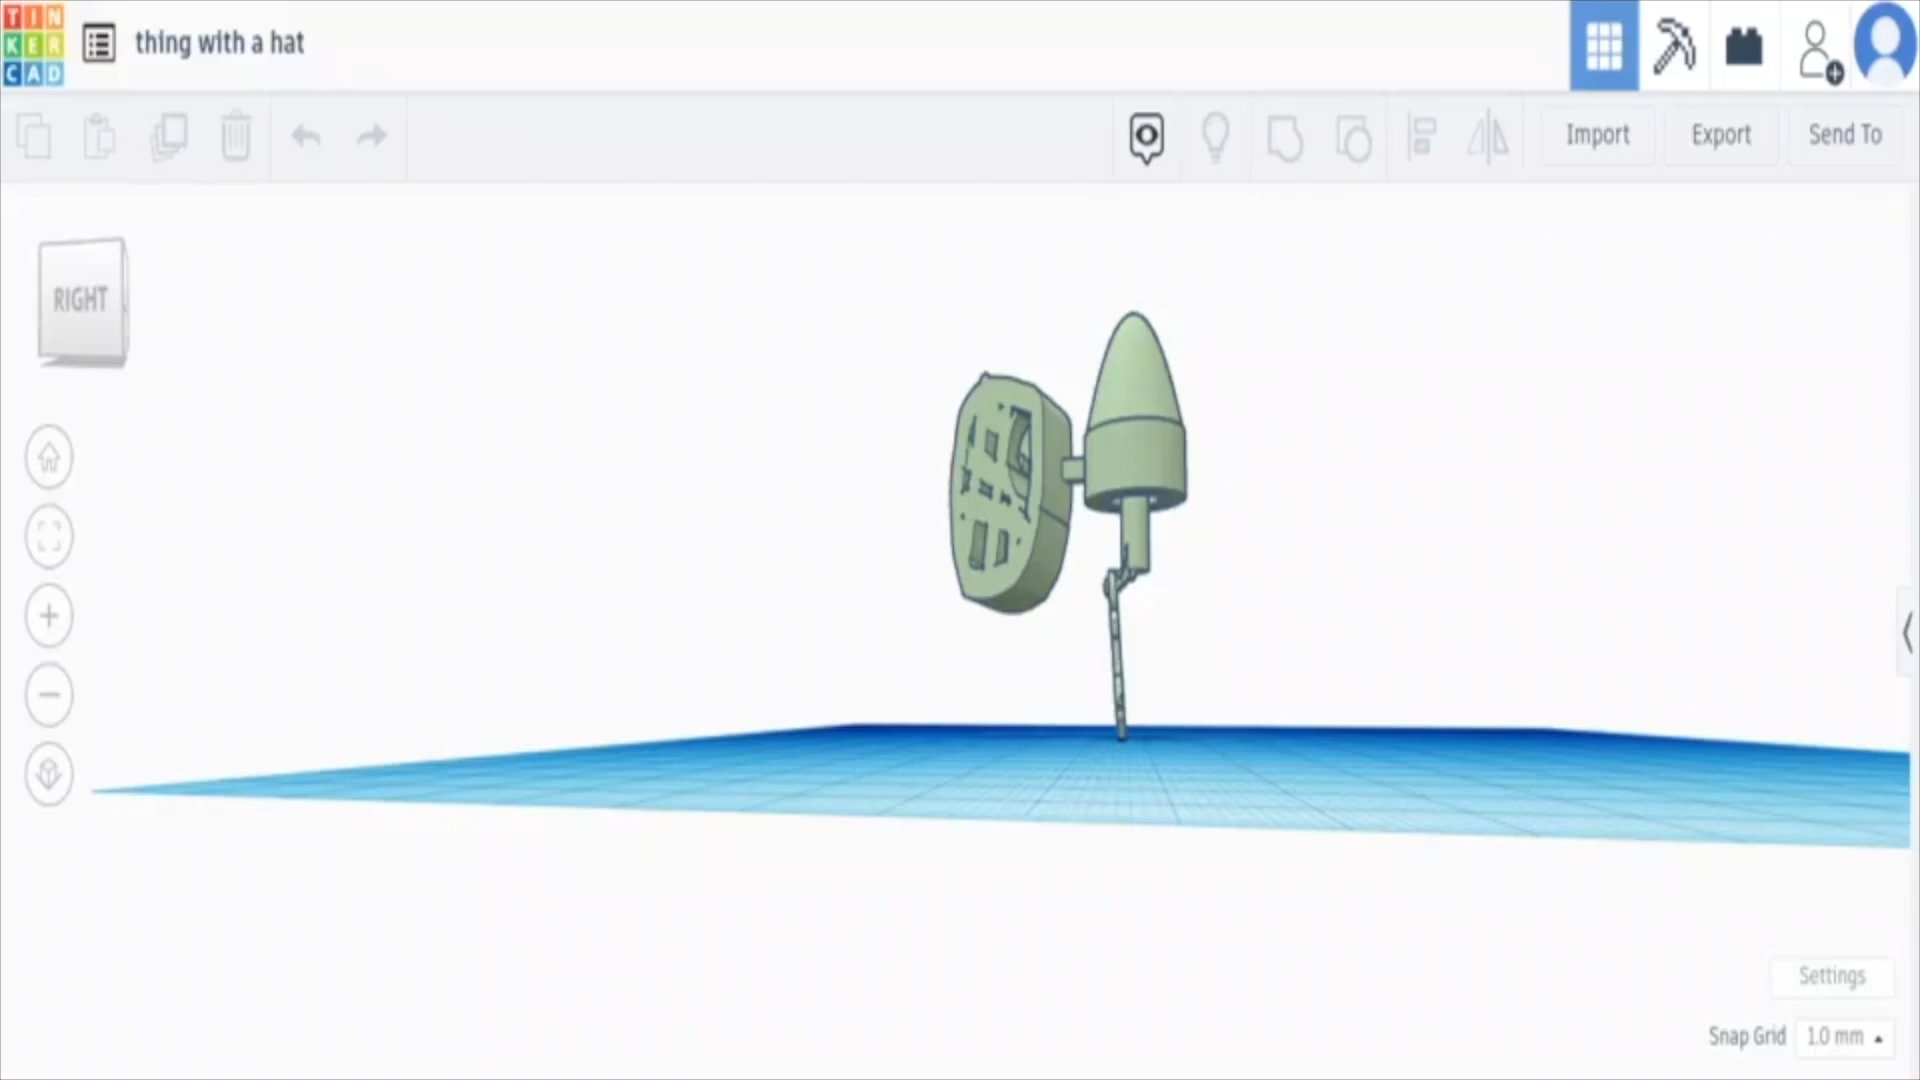 TIN
KER
CAD
thing with a hat
Import
Export
Send To
RIGHT
Settings
Snap Grid
1.0 mm